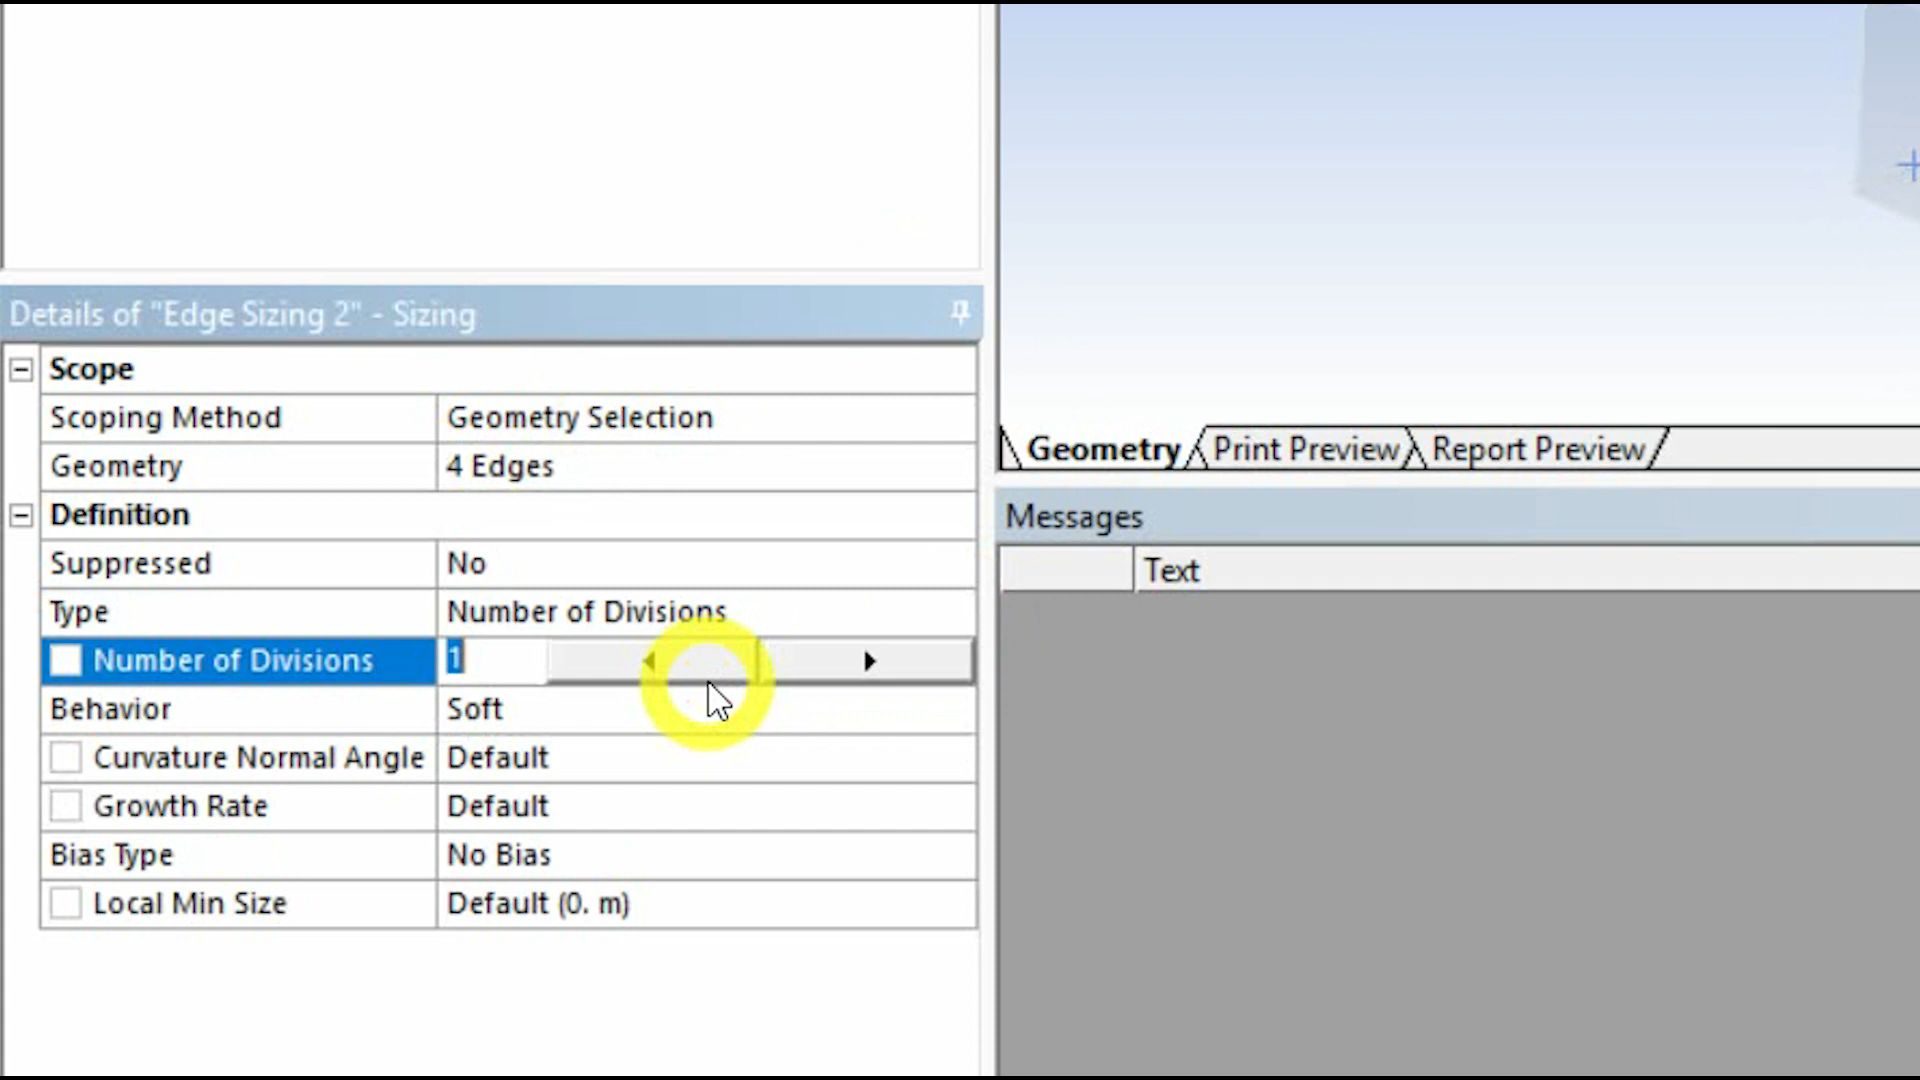 Details of "Edge Sizing 2" - Sizing
Scope
Scoping Method Geometry Selection
Geometry 4 Edges
Definition
Suppressed No
Type Number of Divisions
Number of Divisions 1
Behavior Soft
Curvature Normal Angle Default
Growth Rate Default
Bias Type No Bias
Local Min Size Default (0. m)
Geometry Print Preview Report Preview
Messages
Text